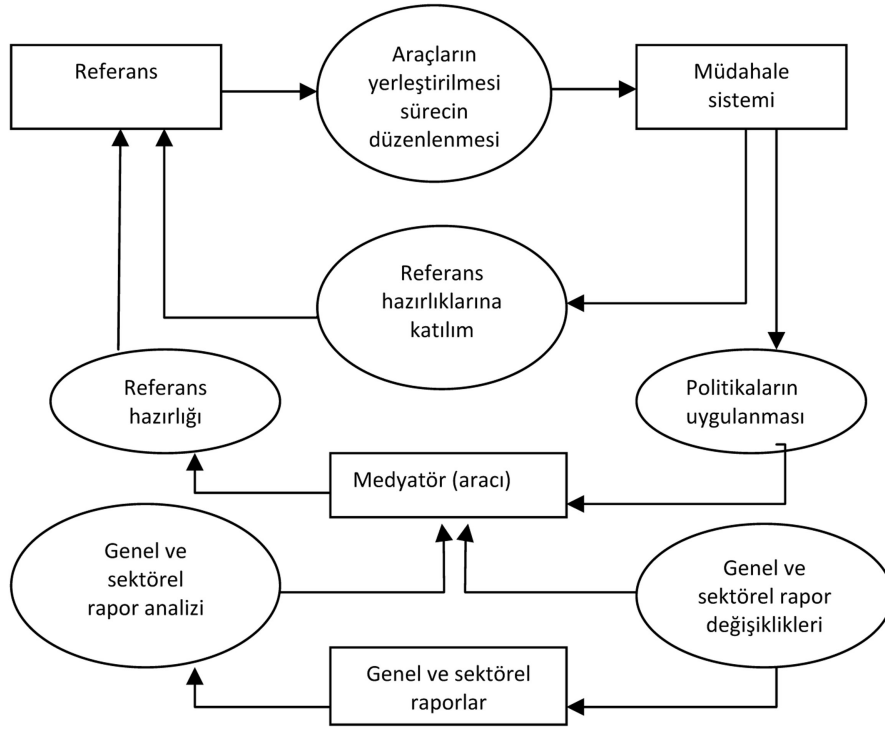 Referans
Araçların
yerleştirilmesi
sürecin
düzenlenmesi
Müdahale
sistemi
Referans
hazırlıklarına
katılım
Referans
hazırlığı
Politikaların
uygulanması
Medyatör (aracı)
Genel ve
sektörel
rapor analizi
Genel ve
sektörel rapor
değişiklikleri
Genel ve sektörel
raporlar